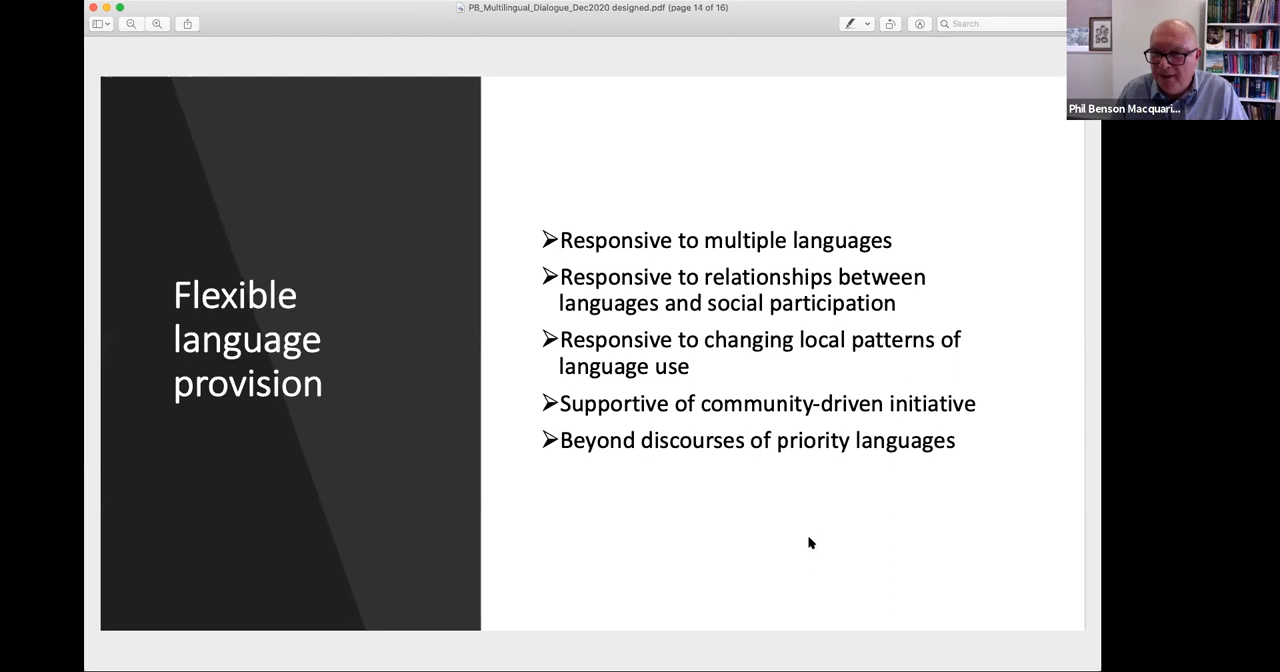 PB_Multilingual_Dialogue_Dec2020 designed.pdf (page 14 of 16)
Search
Phil Benson Macquari...
Flexible
language
provision
➢Responsive to multiple languages
➢Responsive to relationships between
languages and social participation
➢Responsive to changing local patterns of
language use
➢Supportive of community-driven initiative
➢Beyond discourses of priority languages